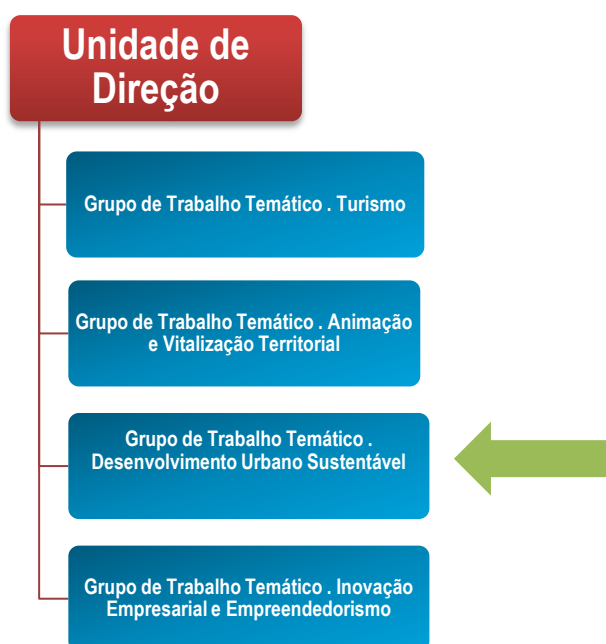 Unidade de
Direção
Grupo de Trabalho Temático . Turismo
Grupo de Trabalho Temático . Animação
e Vitalização Territorial
Grupo de Trabalho Temático .
Desenvolvimento Urbano Sustentável
Grupo de Trabalho Temático . Inovação
Empresarial e Empreendedorismo